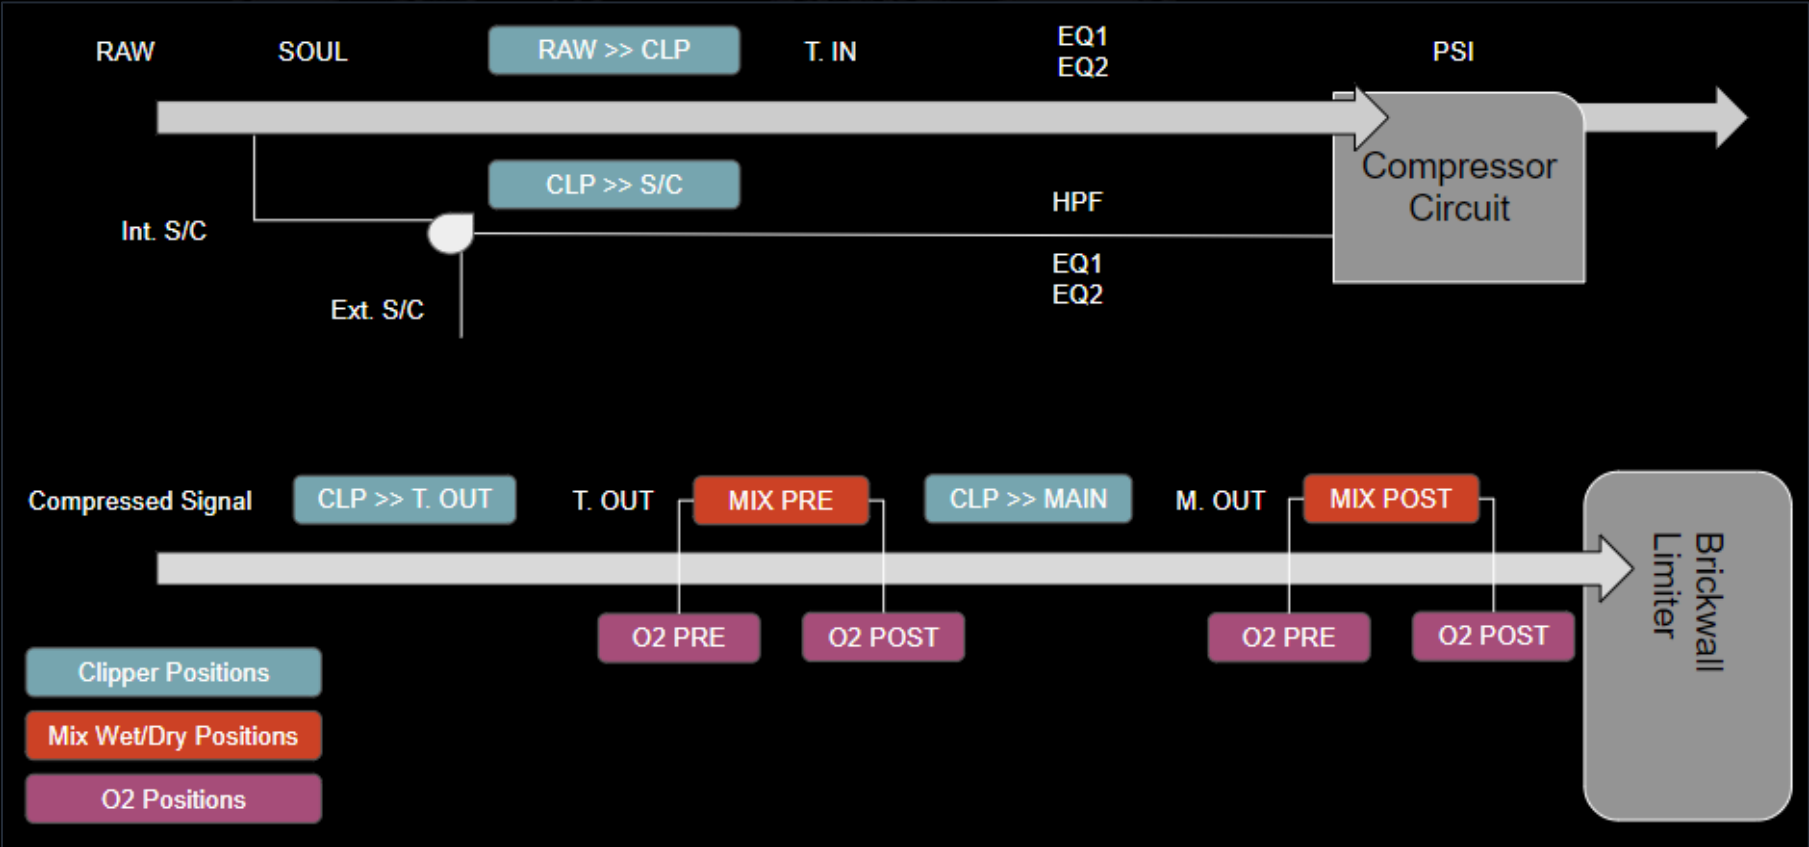 RAW
SOUL
RAW >> CLP
T. IN
EQ1
EQ2
PSI
CLP >> S/C
HPF
Compressor
Circuit
Int. S/C
EQ1
EQ2
Ext. S/C
Compressed Signal
CLP >> T. OUT
T. OUT
MIX PRE
CLP >> MAIN
M. OUT
MIX POST
Brickwall
Limiter
O2 PRE
O2 POST
O2 PRE
O2 POST
Clipper Positions
Mix Wet/Dry Positions
O2 Positions